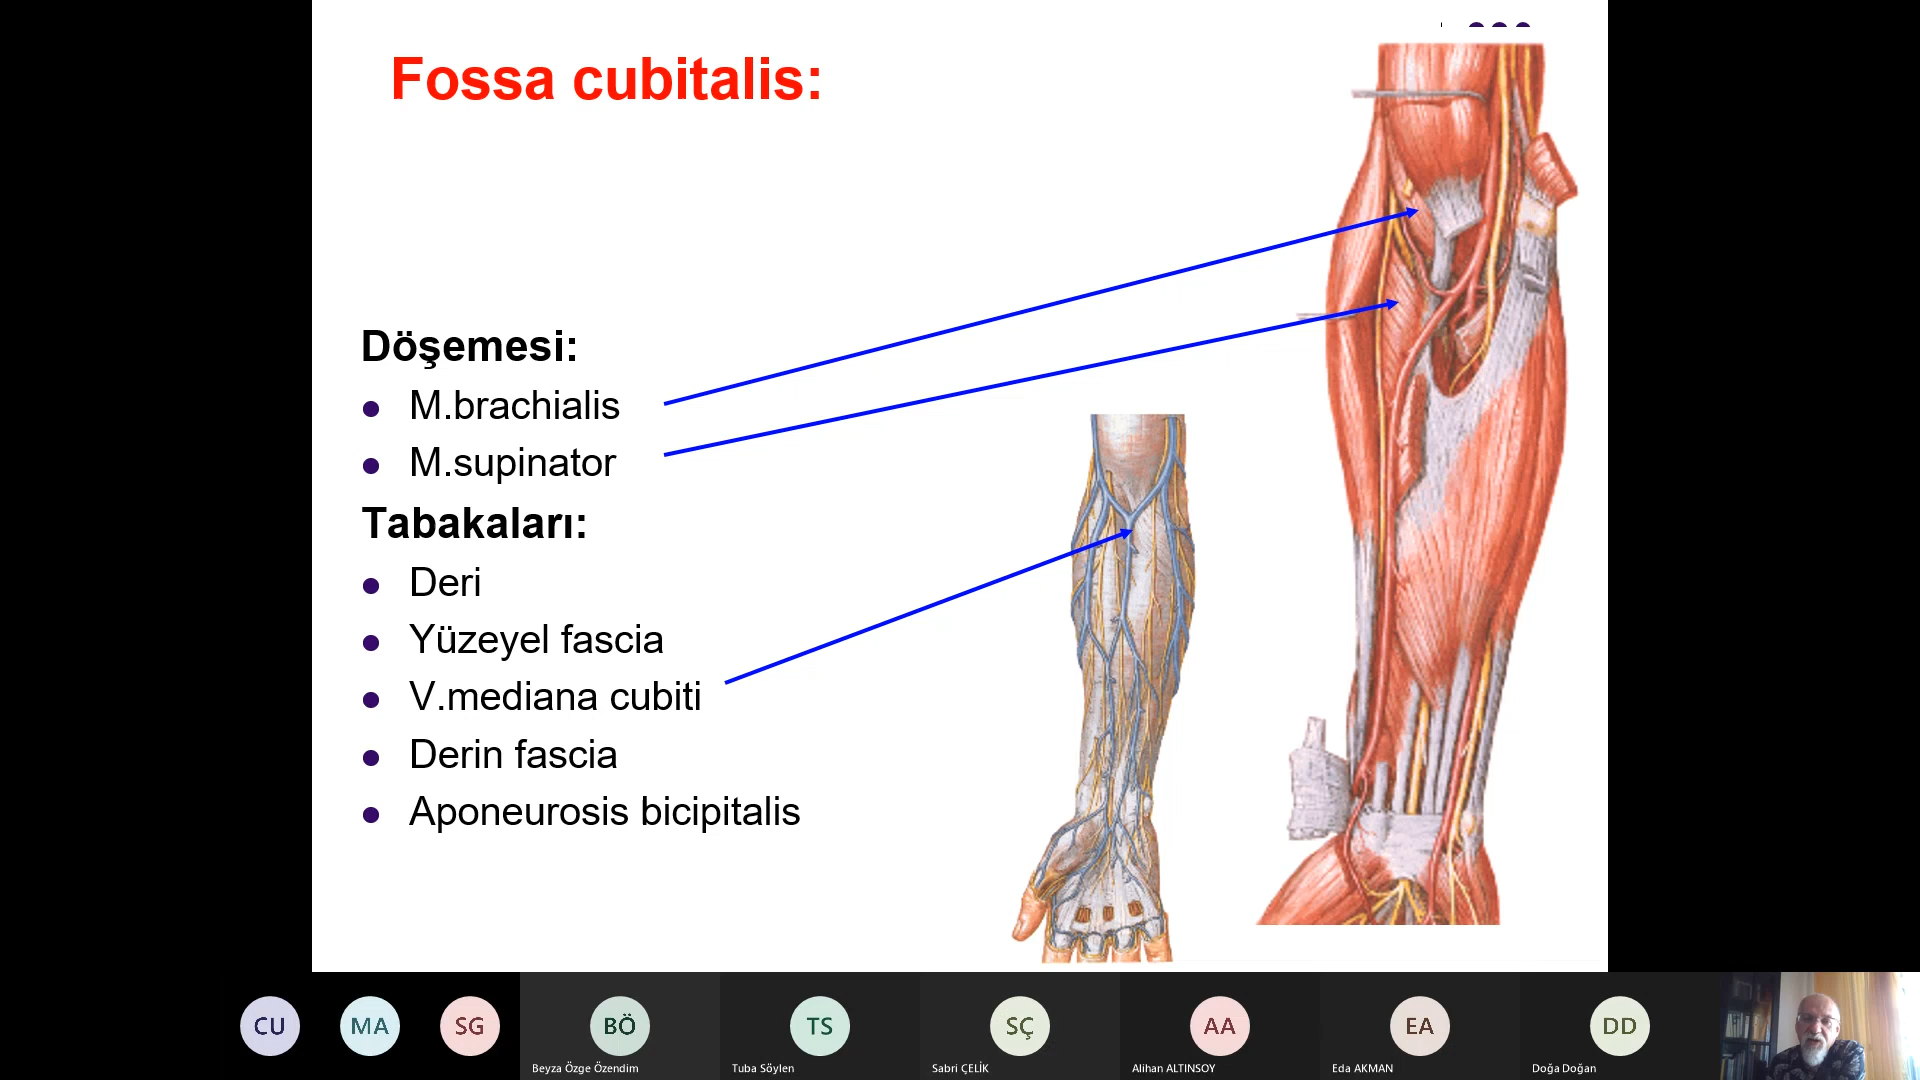 Fossa cubitalis:
Döşemesi:
M.brachialis
M.supinator
Tabakaları:
Deri
Yüzeyel fascia
V.mediana cubiti
Derin fascia
Aponeurosis bicipitalis
CU
MA
SG
BÖ
TS
SÇ
AA
EA
DD
Beyza Özge Özendim
Tuba Söylen
Sabri ÇELİK
Alihan ALTINSOY
Eda AKMAN
Doğa Doğan